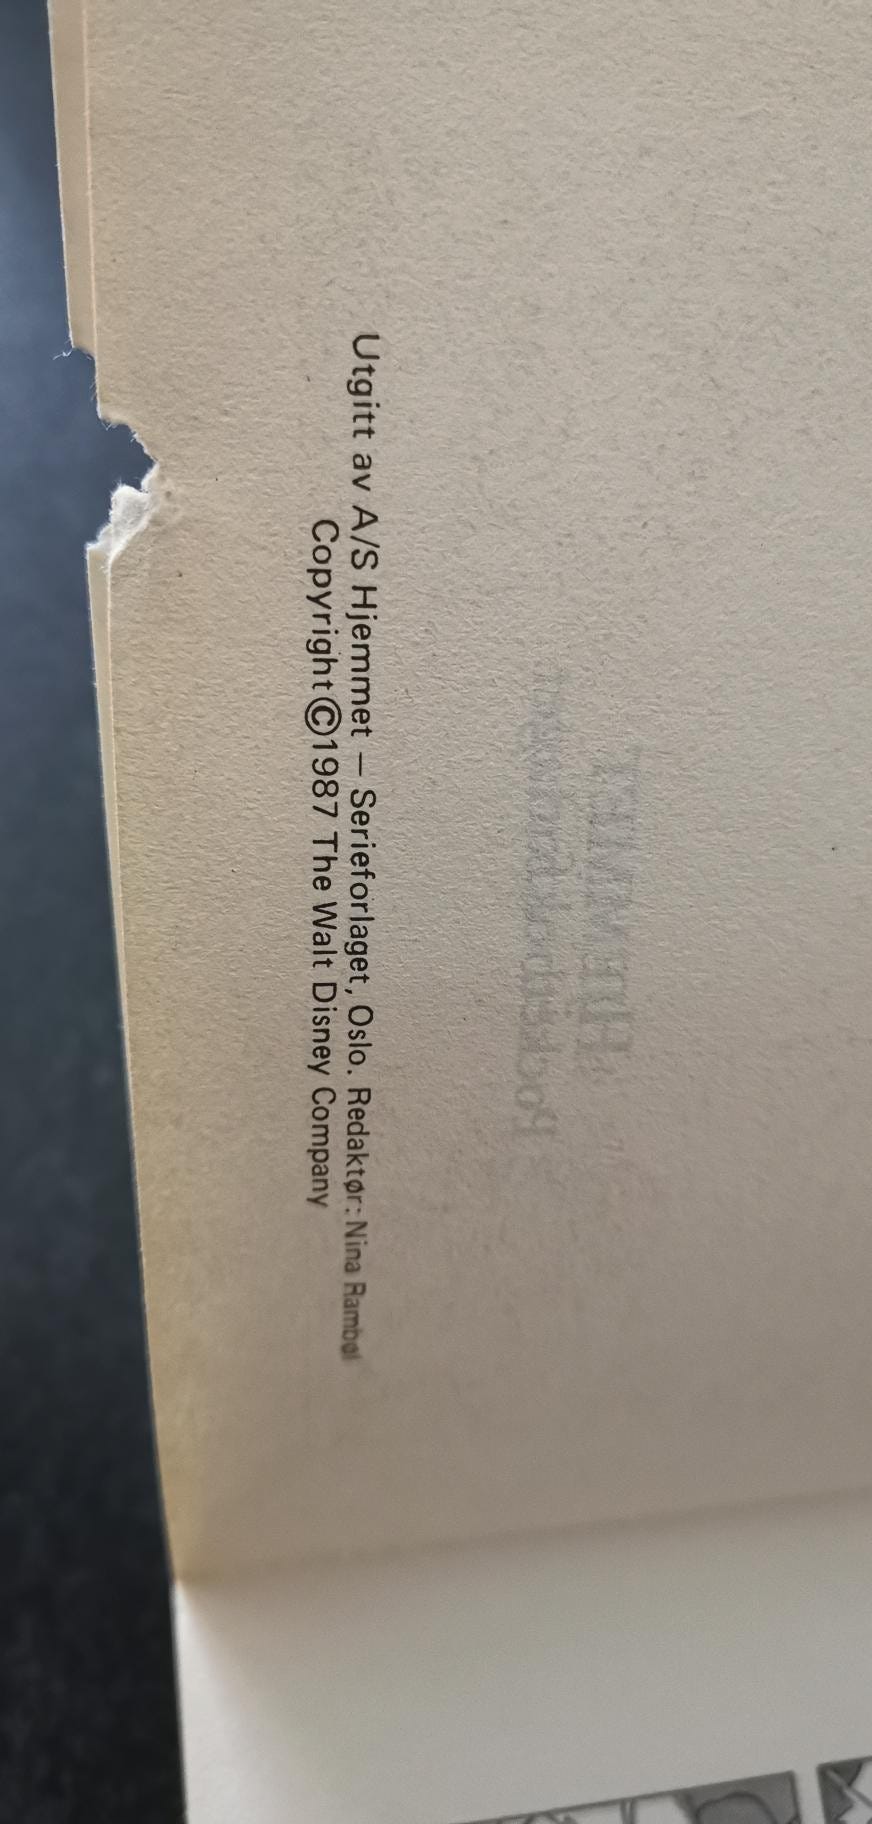 Utgitt av A/S Hjemmet – Serieforlaget, Oslo. Redaktør: Nina Rambøl
Copyright©1987 The Walt Disney Company